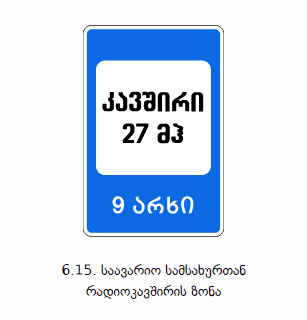 კავშირი
27 მჰ
9 არხი
6.15. საავარიო სამსახურთან
რადიოკავშირის ზონა